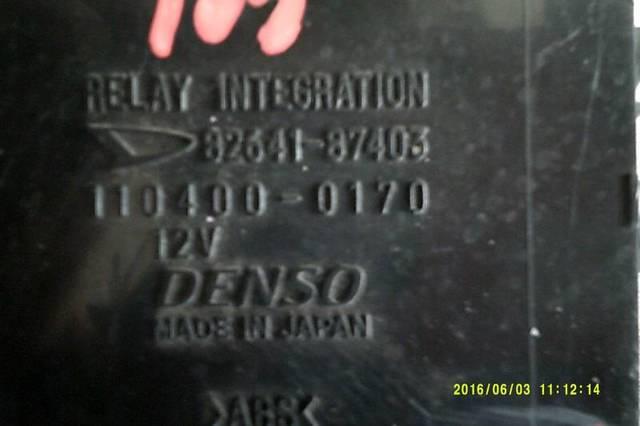 RELAY INTEGRATION
82641-87403
110400-0170
12V
DENSO
MADE IN JAPAN
>ABS<
2016/06/03 11:12:14